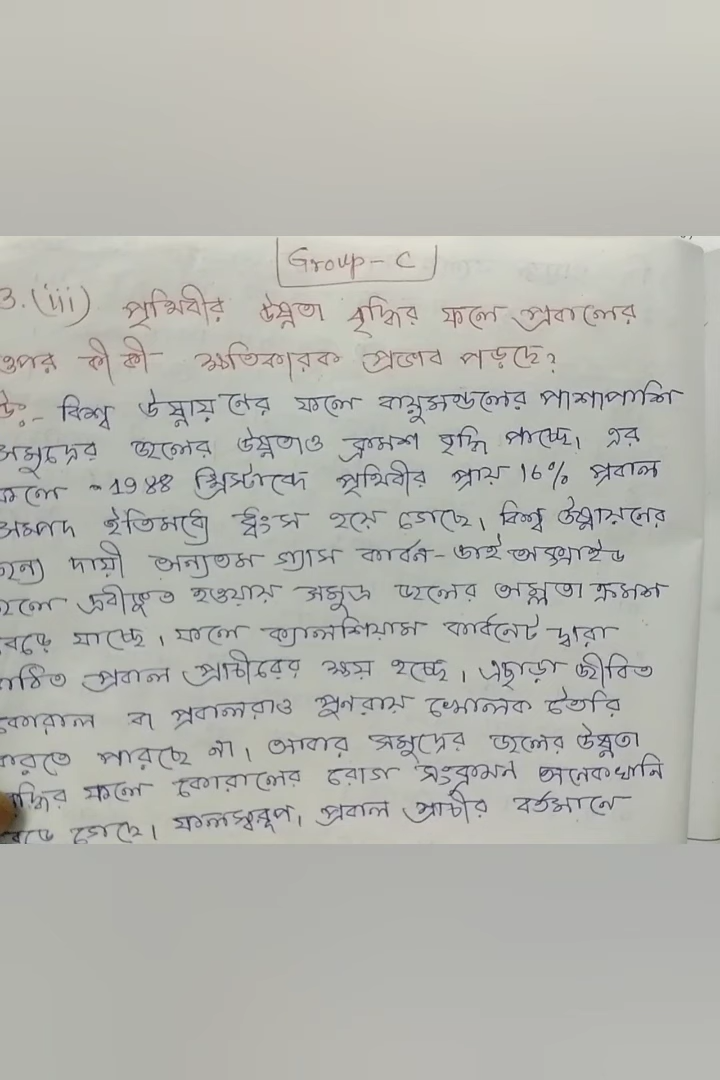 Group - C
3.(iii) পৃথিবীর উষ্ণতা বৃদ্ধির ফলে প্রবালের
ওপর কী কী ক্ষতিকারক প্রভাব পড়ছে?
উঃ- বিশ্ব উষ্ণায়নের ফলে বায়ুমণ্ডলের পাশাপাশি
সমুদ্রের জলের উষ্ণতাও ক্রমশ বৃদ্ধি পাচ্ছে। এর
ফলে - 1988 খ্রিস্টাব্দে পৃথিবীর প্রায় 16% প্রবাল
সম্পদ ইতিমধ্যে ধ্বংস হয়ে গেছে। বিশ্ব উষ্ণায়নের
জন্য দায়ী অন্যতম গ্যাস কার্বন-ডাই অক্সাইড
জলে দ্রবীভূত হওয়ায় সমুদ্র জলের অম্লতা ক্রমশ
বেড়ে যাচ্ছে। ফলে ক্যালশিয়াম কার্বনেট দ্বারা
গঠিত প্রবাল প্রাচীরের ক্ষয় হচ্ছে। এছাড়া জীবিত
কোরাল বা প্রবালরাও পুনরায় খোলক তৈরি
করতে পারছে না। আবার সমুদ্রের জলের উষ্ণতা
বৃদ্ধির ফলে কোরালের রোগ সংক্রমন অনেকখানি
বেড়ে গেছে। ফলস্বরূপ, প্রবাল প্রাচীর বর্তমানে